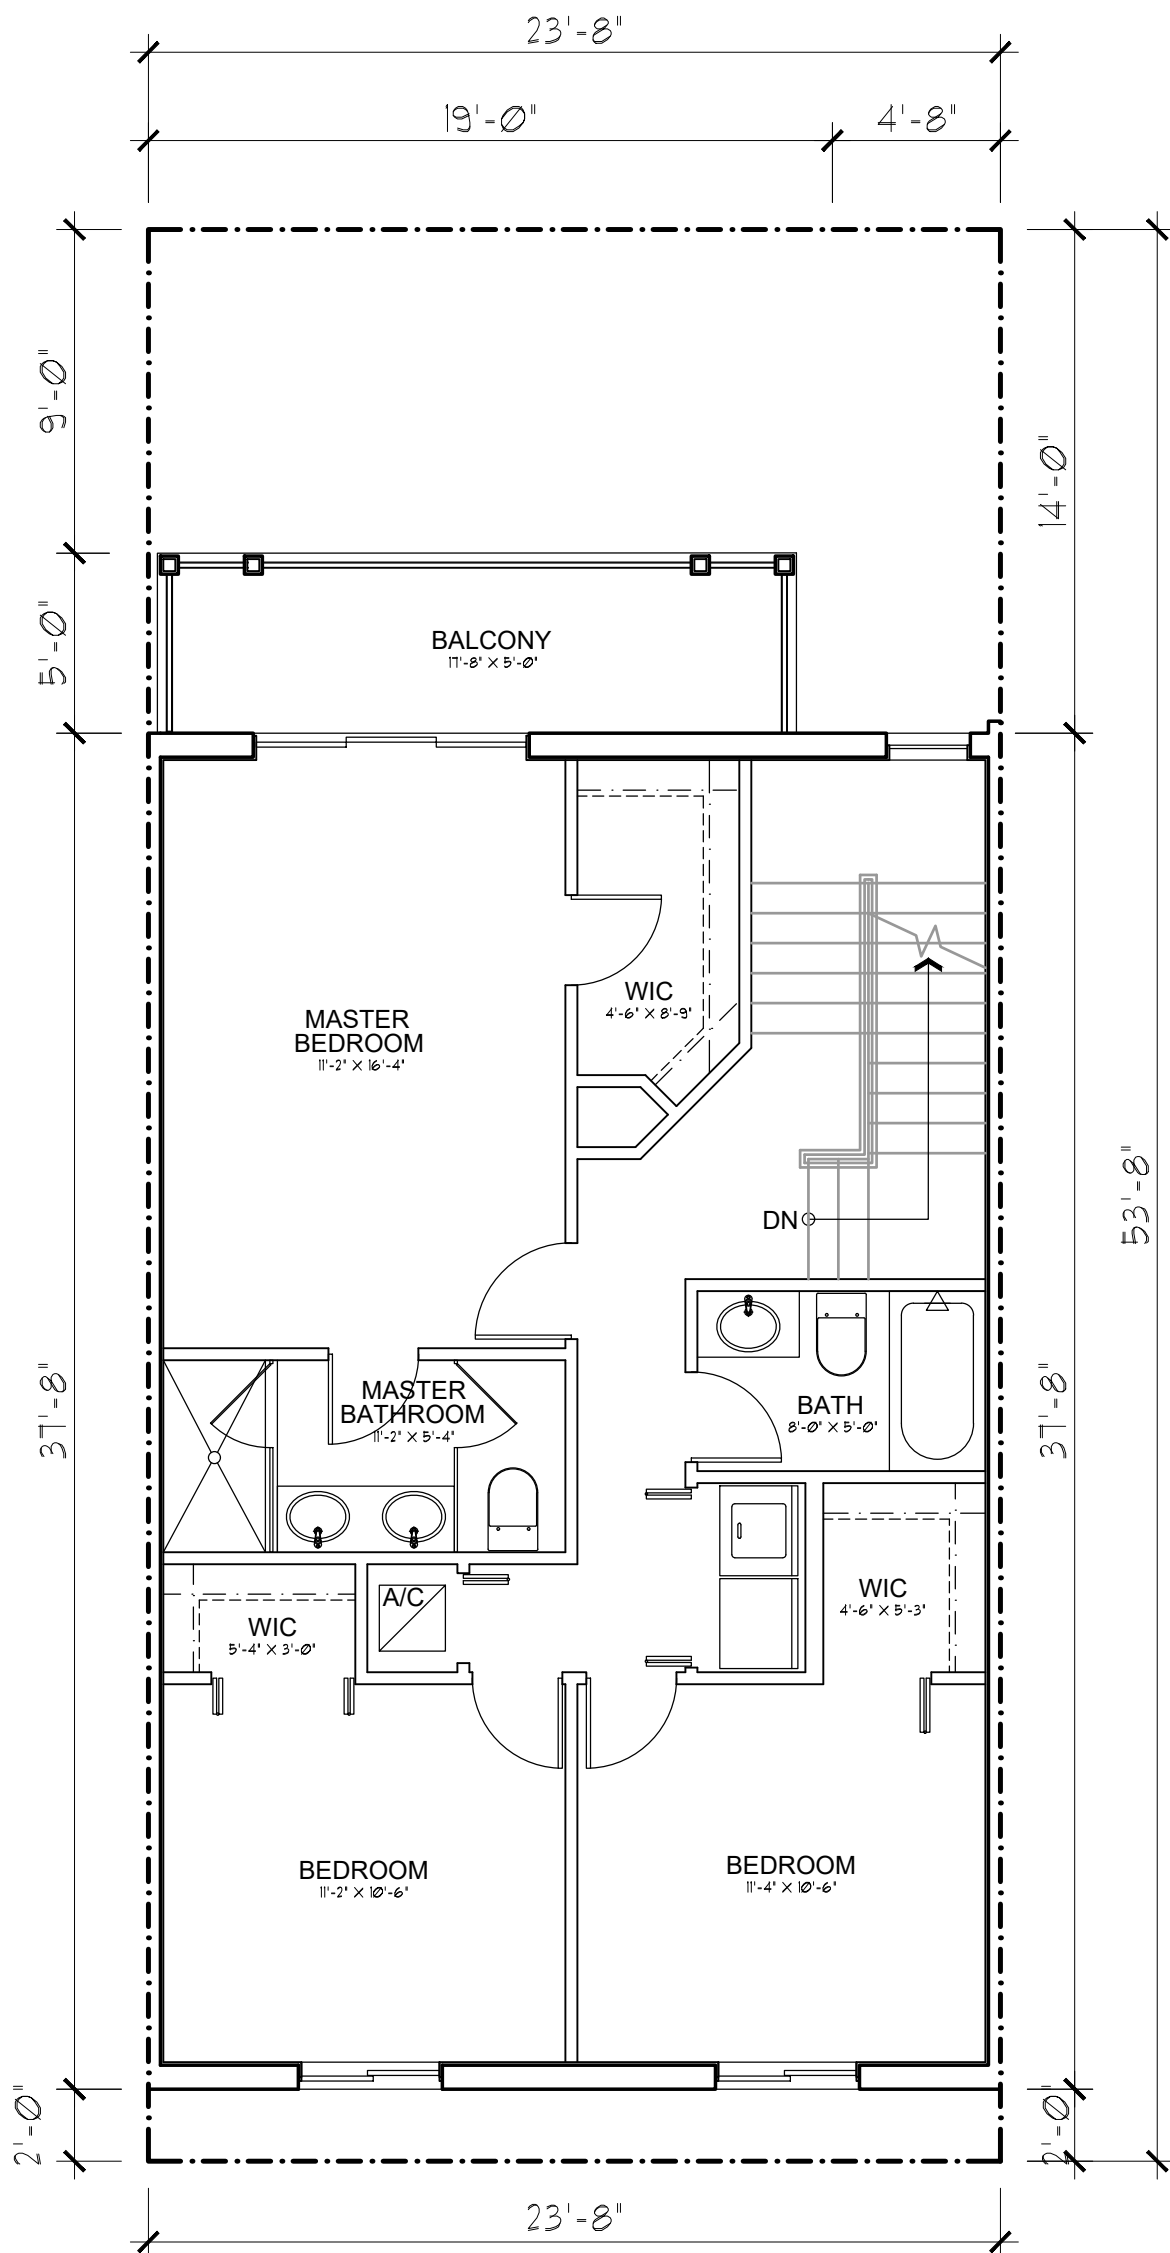 23'-8"
19'-0"
4'-8"
9'-0"
14'-0"
5'-0"
BALCONY
17'-8" X 5'-0"
WIC
4'-6" X 8'-9"
MASTER
BEDROOM
11'-2" X 16'-4"
53'-8"
DN
37'-8"
MASTER
BATHROOM
11'-2" X 5'-4"
BATH
8'-0" X 5'-0"
37'-8"
A/C
WIC
5'-4" X 3'-0"
WIC
4'-6" X 5'-3"
BEDROOM
11'-2" X 10'-6"
BEDROOM
11'-4" X 10'-6"
2'-0"
2'-0"
23'-8"